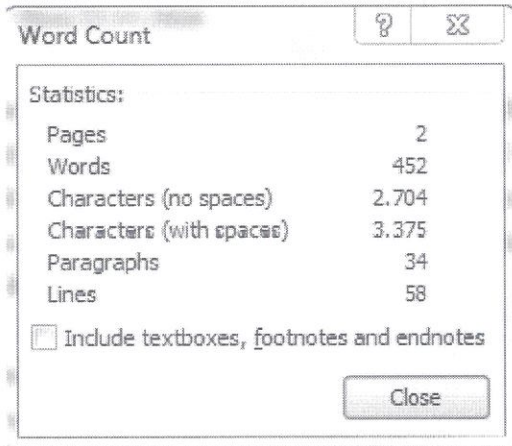 Word Count
Statistics:
Pages 2
Words 452
Characters (no spaces) 2.704
Characters (with spaces) 3.375
Paragraphs 34
Lines 58
Include textboxes, footnotes and endnotes
Close